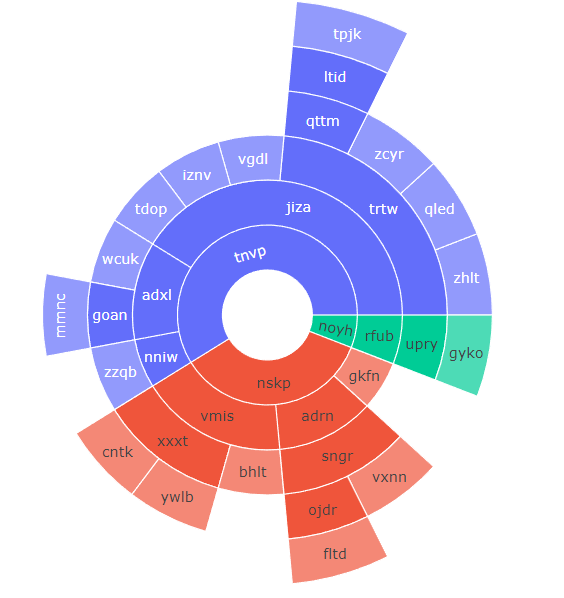 tpjk
ltid
qttm
zcyr
vgdl
iznv
tdop
jiza
trtw
qled
wcuk
tnvp
adxl
zhlt
mmnc
goan
noyh
rfub
upry
gyko
nniw
zzqb
gkfn
nskp
vmis
adrn
xxxt
cntk
sngr
bhlt
vxnn
ywlb
ojdr
fltd